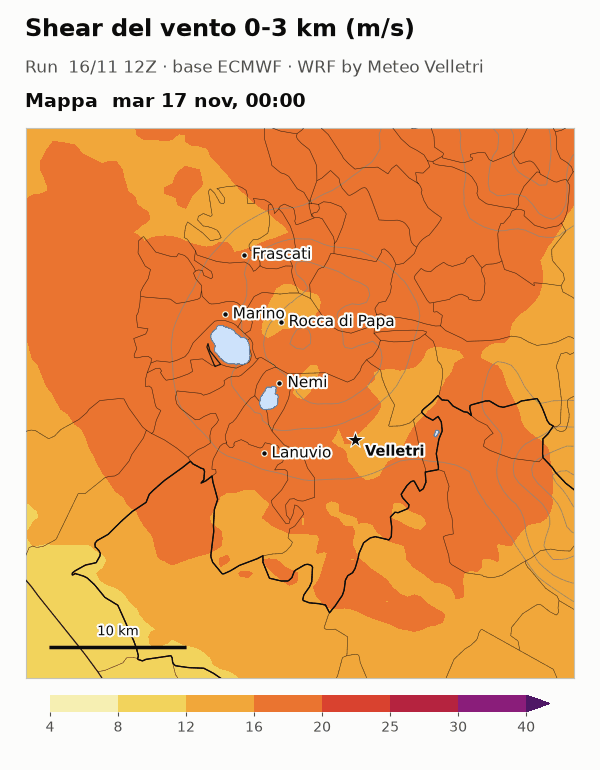 Shear del vento 0-3 km (m/s)
Run  16/11 12Z · base ECMWF · WRF by Meteo Velletri
Mappa  mar 17 nov, 00:00
Frascati
Marino
Rocca di Papa
Nemi
Velletri
Lanuvio
10 km
4 8 12 16 20 25 30 40